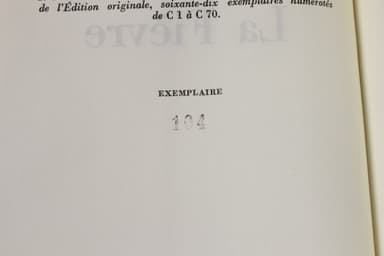 de l'Édition originale, soixante-dix exemplaires numérotés
de C 1 à C 70.
EXEMPLAIRE
104